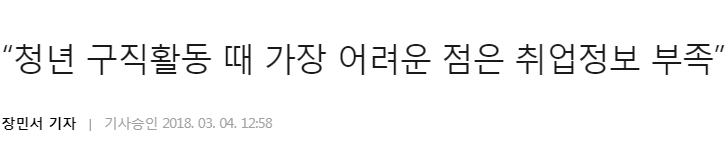 “청년 구직활동 때 가장 어려운 점은 취업정보 부족”
장민서 기자 | 기사승인 2018. 03. 04. 12:58